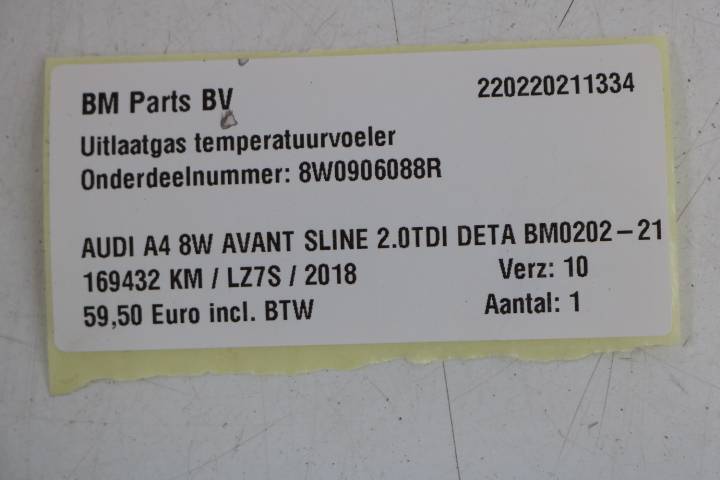 BM Parts BV 220220211334
Uitlaatgas temperatuurvoeler
Onderdeelnummer: 8W0906088R
AUDI A4 8W AVANT SLINE 2.0TDI DETA BM0202-21
169432 KM / LZ7S / 2018 Verz: 10
59,50 Euro incl. BTW Aantal: 1